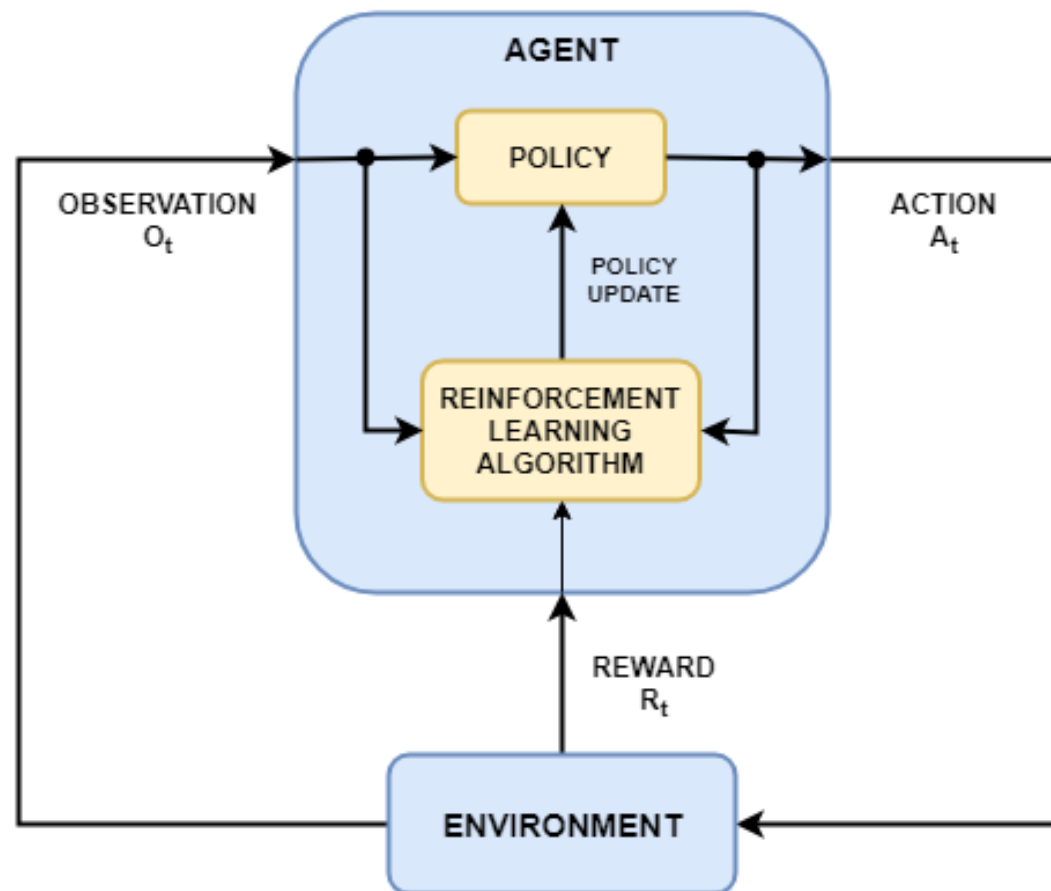 AGENT
POLICY
OBSERVATION
Oₜ
ACTION
Aₜ
POLICY
UPDATE
REINFORCEMENT
LEARNING
ALGORITHM
REWARD
Rₜ
ENVIRONMENT